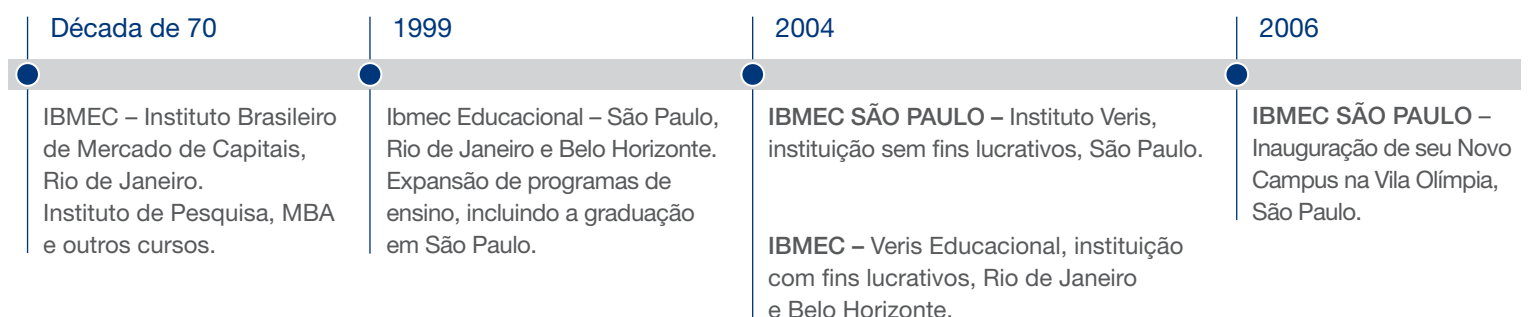 Década de 70
IBMEC – Instituto Brasileiro
de Mercado de Capitais,
Rio de Janeiro.
Instituto de Pesquisa, MBA
e outros cursos.
1999
Ibmec Educacional – São Paulo,
Rio de Janeiro e Belo Horizonte.
Expansão de programas de
ensino, incluindo a graduação
em São Paulo.
2004
IBMEC SÃO PAULO – Instituto Veris,
instituição sem fins lucrativos, São Paulo.
IBMEC – Veris Educacional, instituição
com fins lucrativos, Rio de Janeiro
e Belo Horizonte.
2006
IBMEC SÃO PAULO –
Inauguração de seu Novo
Campus na Vila Olímpia,
São Paulo.